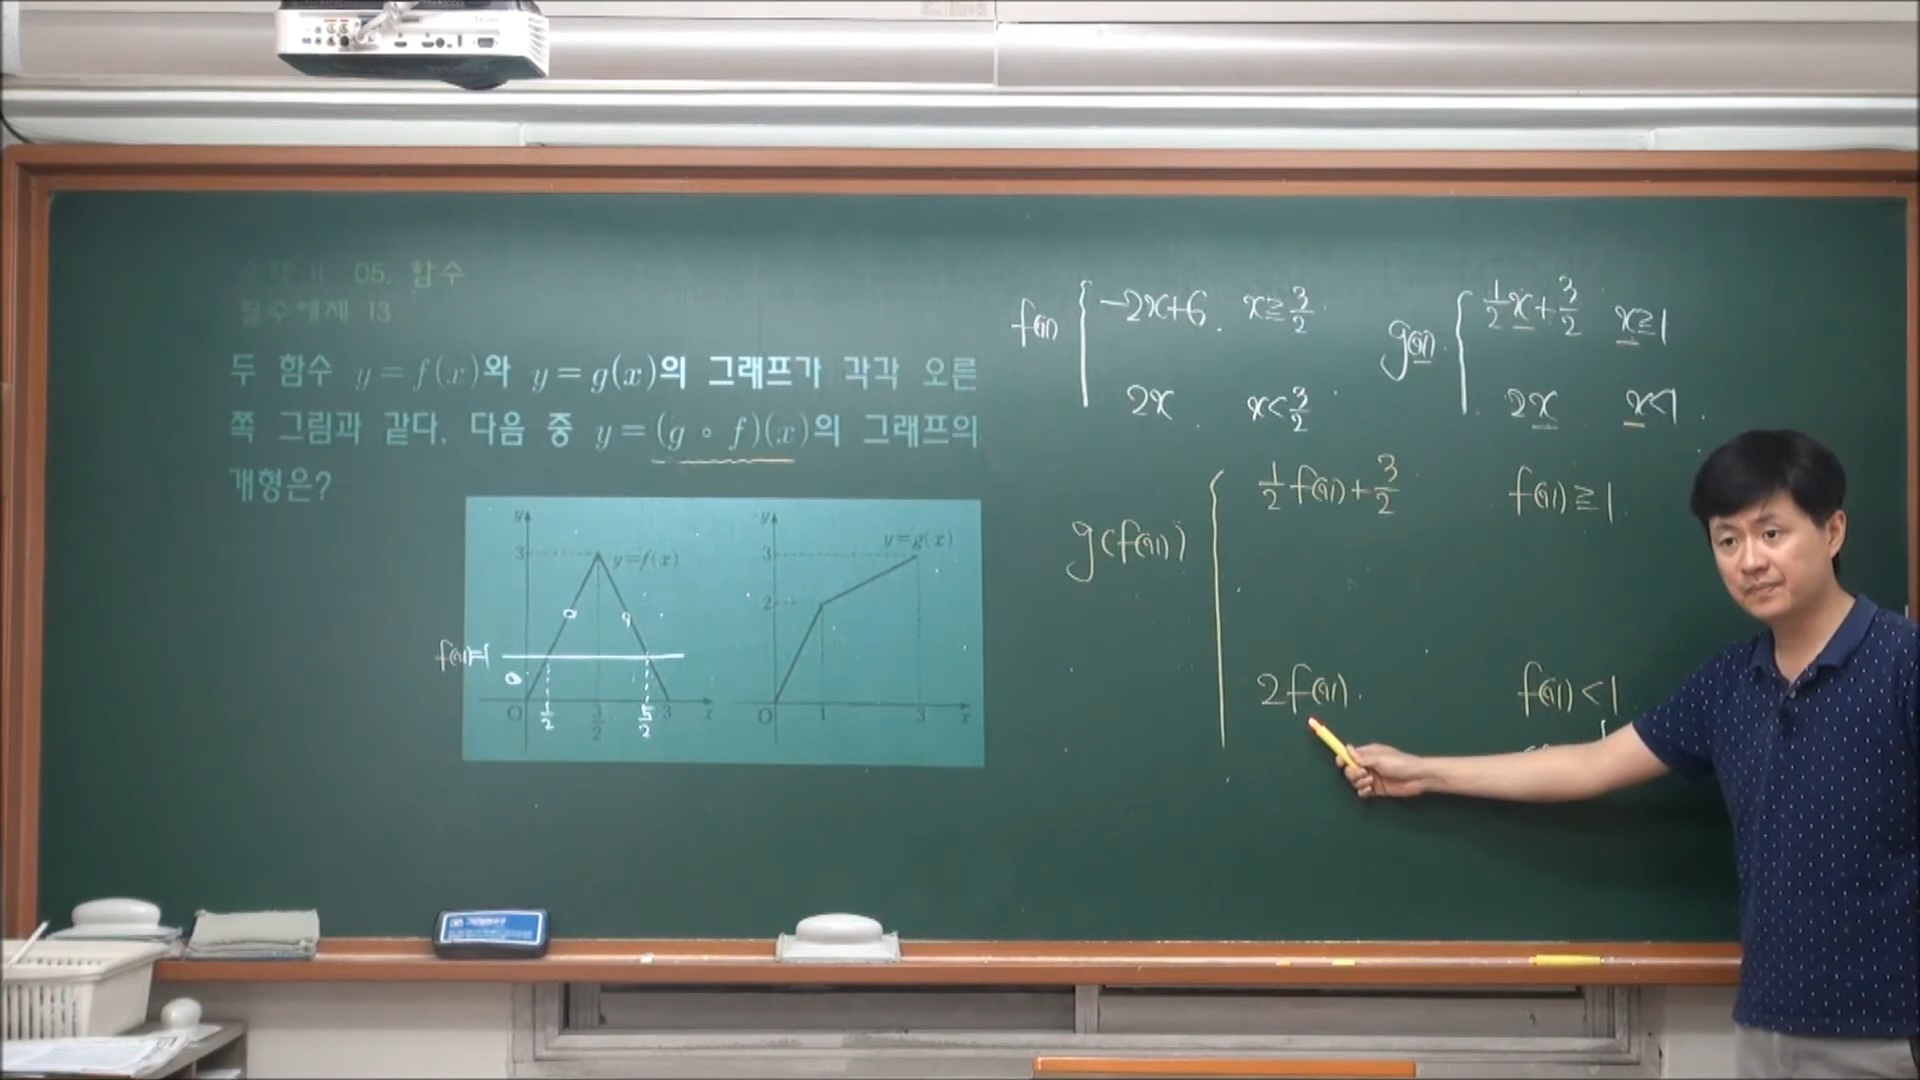 수학 II 05. 함수
필수예제 13
두 함수 y=f(x)와 y=g(x)의 그래프가 각각 오른
쪽 그림과 같다. 다음 중 y=(g∘f)(x)의 그래프의
개형은?
y
3
y=f(x)
f(x)=1
O
1/2
3/2
5/2
3
x
y
3
y=g(x)
2
O
1
3
x
f(x) { -2x+6 x≧3/2
2x x<3/2
g(x) { 1/2x+3/2 x≧1
2x x<1
g(f(x)) { 1/2 f(x)+3/2 f(x)≧1
2f(x) f(x)<1